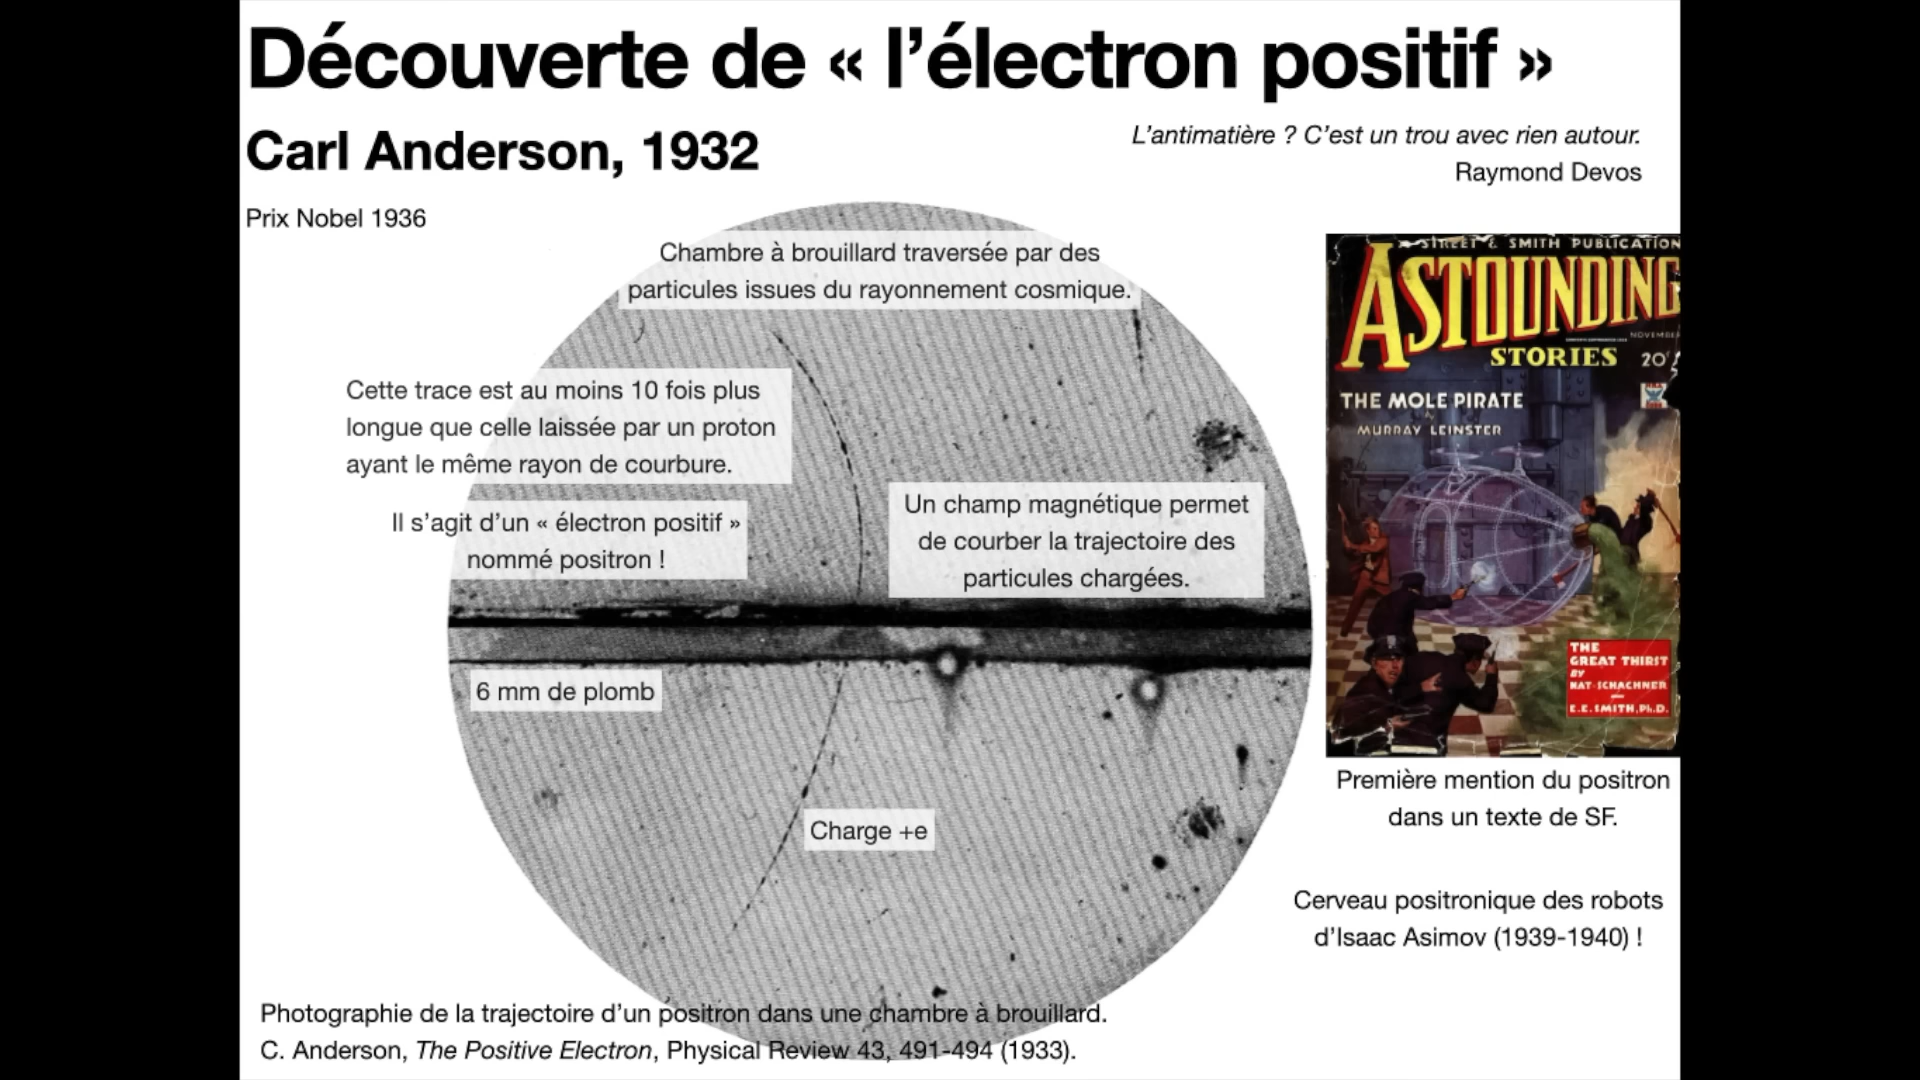 Découverte de « l’électron positif »
Carl Anderson, 1932
L’antimatière ? C’est un trou avec rien autour.
Raymond Devos
Prix Nobel 1936
Chambre à brouillard traversée par des
particules issues du rayonnement cosmique.
Cette trace est au moins 10 fois plus
longue que celle laissée par un proton
ayant le même rayon de courbure.
Il s’agit d’un « électron positif »
nommé positron !
Un champ magnétique permet
de courber la trajectoire des
particules chargées.
6 mm de plomb
Charge +e
Photographie de la trajectoire d’un positron dans une chambre à brouillard.
C. Anderson, The Positive Electron, Physical Review 43, 491-494 (1933).
STREET & SMITH PUBLICATION
ASTOUNDING
NOVEMBER
STORIES 20
THE MOLE PIRATE
MURRAY LEINSTER
THE
GREAT THIRST
BY
NAT SCHACHNER
E.E. SMITH, Ph.D.
Première mention du positron
dans un texte de SF.
Cerveau positronique des robots
d’Isaac Asimov (1939-1940) !